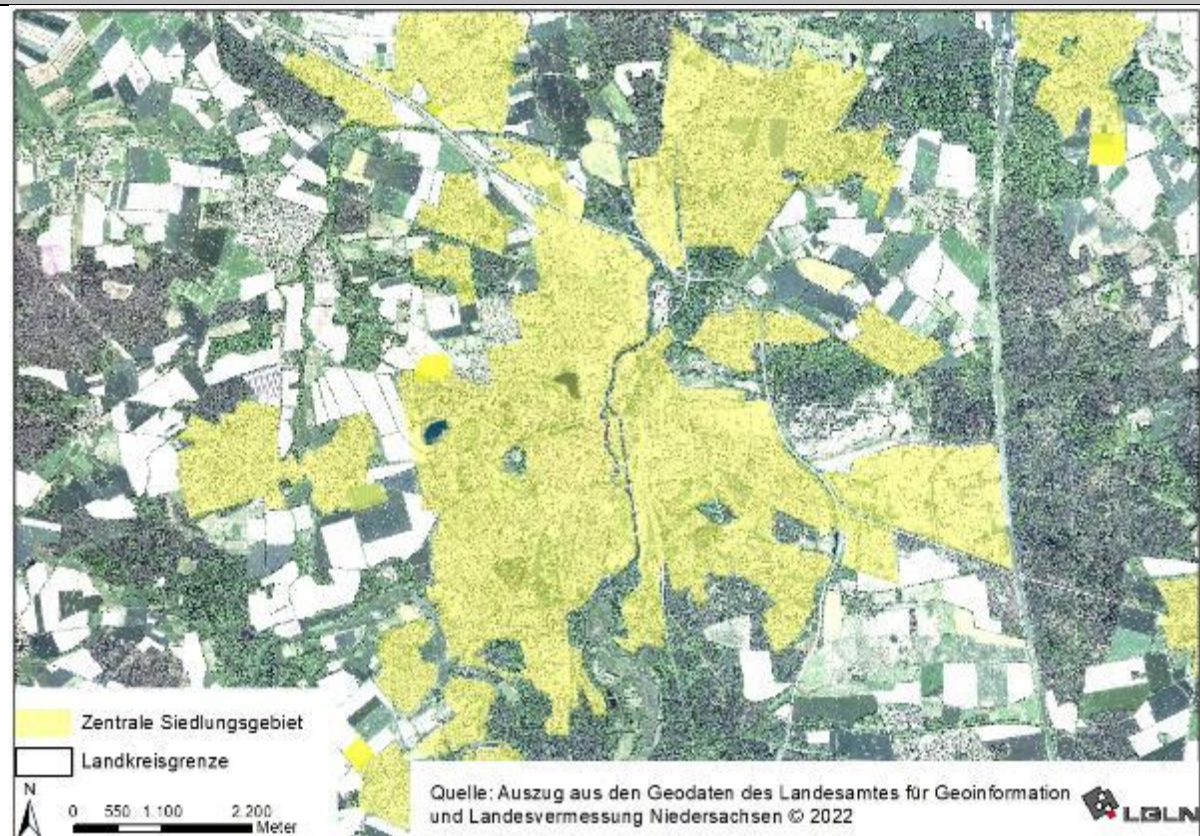 Zentrale Siedlungsgebiet
Landkreisgrenze
N
0 550 1.100 2.200
Meter
Quelle: Auszug aus den Geodaten des Landesamtes für Geoinformation
und Landesvermessung Niedersachsen © 2022
LGLN